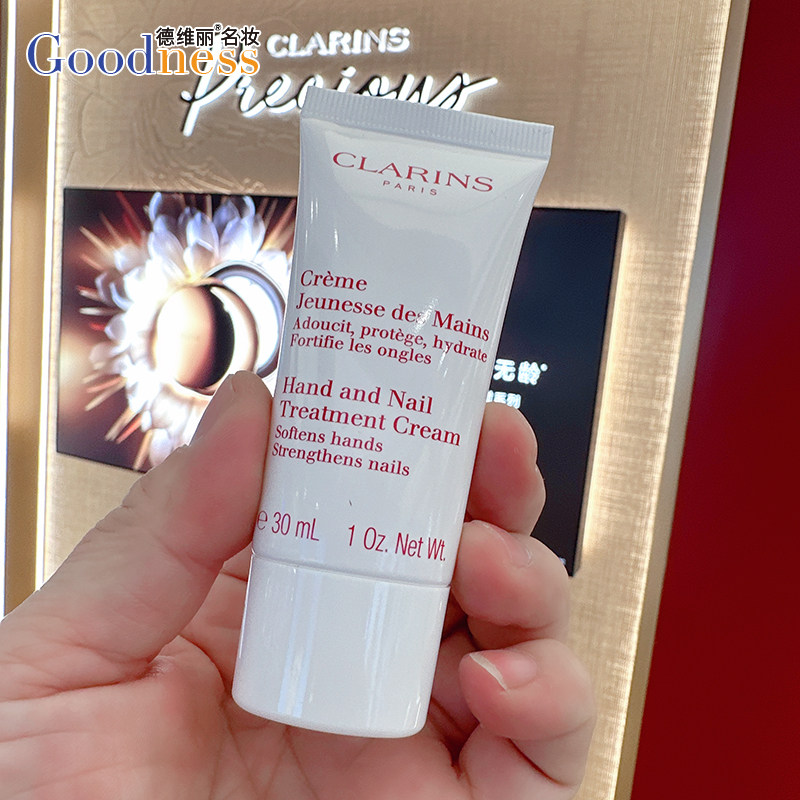 德维丽®名妆
Goodness
CLARINS
Precious
CLARINS
PARIS
Crème
Jeunesse des Mains
Adoucit, protège, hydrate
Fortifie les ongles
Hand and Nail
Treatment Cream
Softens hands
Strengthens nails
e 30 mL 1 Oz. Net Wt.
无龄